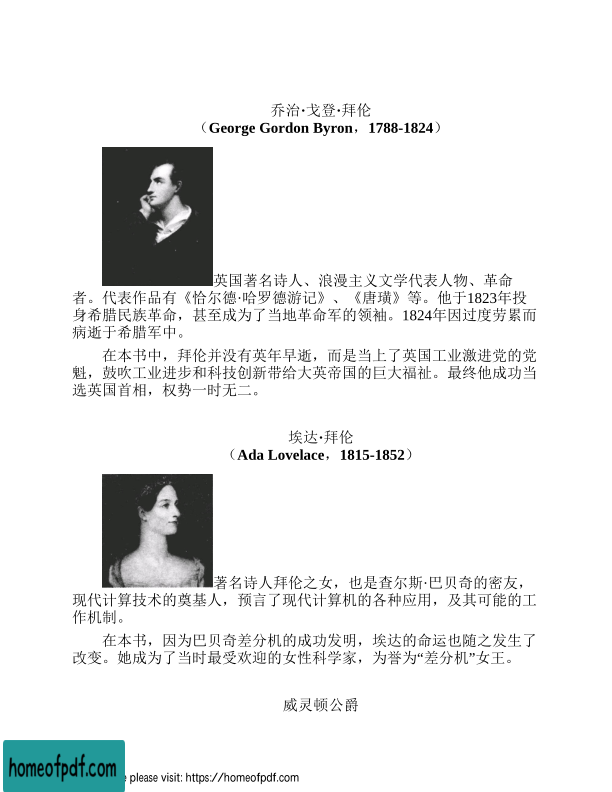 乔治·戈登·拜伦
（George Gordon Byron，1788-1824）
英国著名诗人、浪漫主义文学代表人物、革命
者。代表作品有《恰尔德·哈罗德游记》、《唐璜》等。他于1823年投
身希腊民族革命，甚至成为了当地革命军的领袖。1824年因过度劳累而
病逝于希腊军中。
在本书中，拜伦并没有英年早逝，而是当上了英国工业激进党的党
魁，鼓吹工业进步和科技创新带给大英帝国的巨大福祉。最终他成功当
选英国首相，权势一时无二。
埃达·拜伦
（Ada Lovelace，1815-1852）
著名诗人拜伦之女，也是查尔斯·巴贝奇的密友，
现代计算技术的奠基人，预言了现代计算机的各种应用，及其可能的工
作机制。
在本书，因为巴贝奇差分机的成功发明，埃达的命运也随之发生了
改变。她成为了当时最受欢迎的女性科学家，为誉为“差分机”女王。
威灵顿公爵
homeofpdf.com
please visit: https://homeofpdf.com